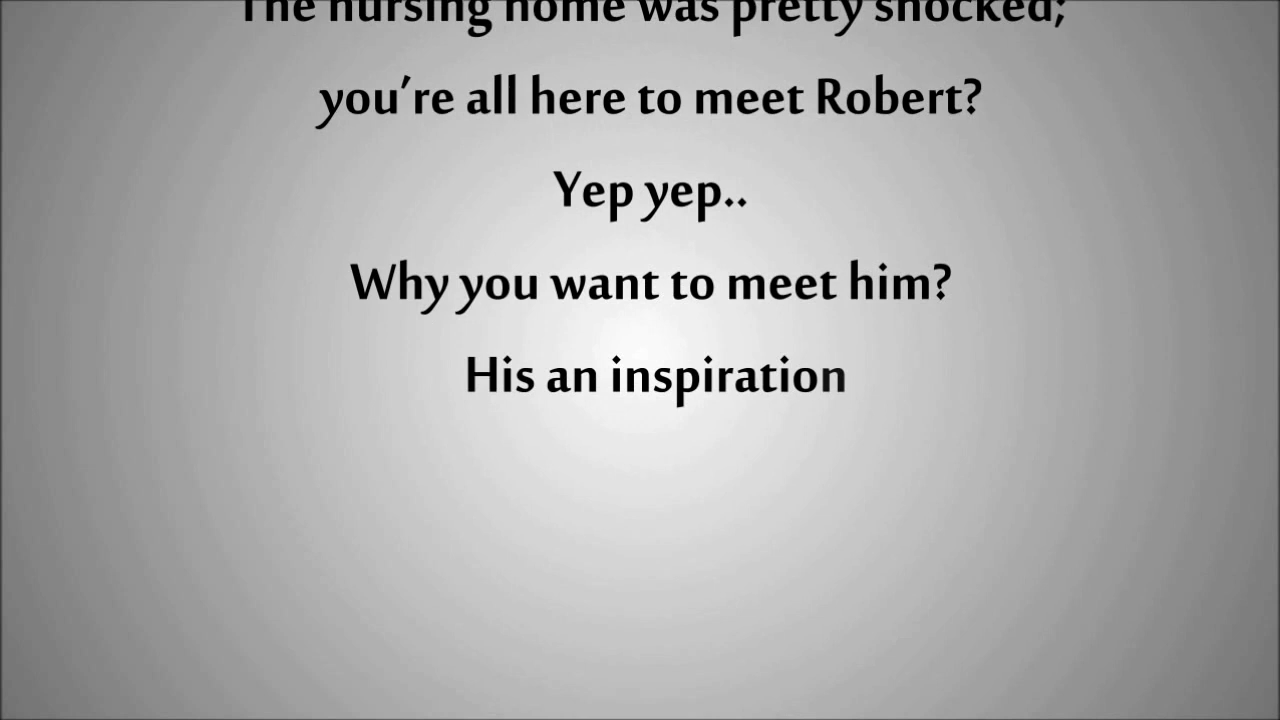 The nursing home was pretty shocked;
you’re all here to meet Robert?
Yep yep..
Why you want to meet him?
His an inspiration